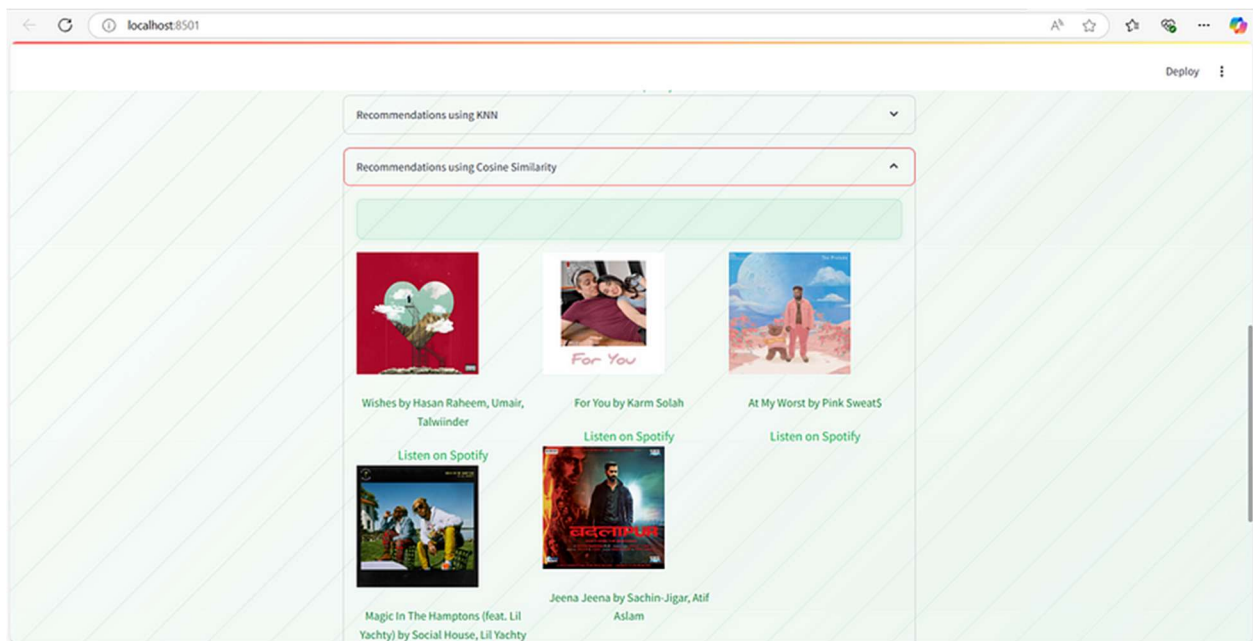 localhost:8501
Deploy
Recommendations using KNN
Recommendations using Cosine Similarity
For You
बदलापुर
Wishes by Hasan Raheem, Umair,
Talwiinder
Listen on Spotify
For You by Karm Solah
Listen on Spotify
At My Worst by Pink Sweat$
Listen on Spotify
Magic In The Hamptons (feat. Lil
Yachty) by Social House, Lil Yachty
Jeena Jeena by Sachin-Jigar, Atif
Aslam